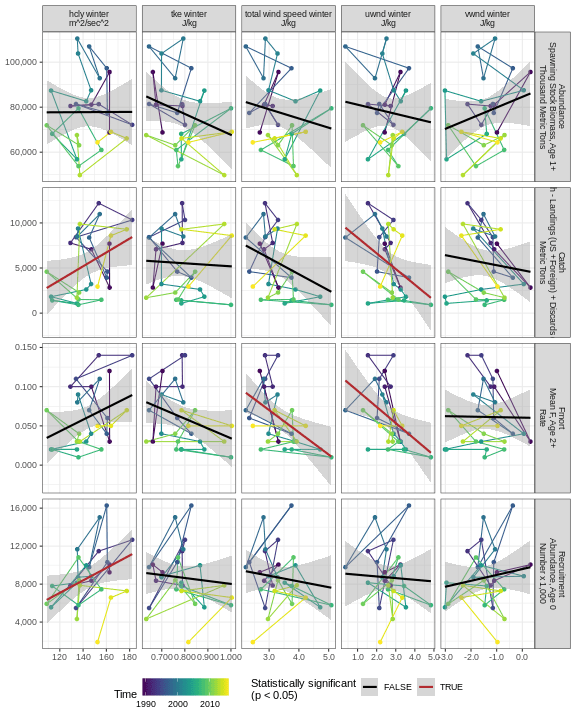 hcly winter
m^2/sec^2
tke winter
J/kg
total wind speed winter
J/kg
uwnd winter
J/kg
vwnd winter
J/kg
100,000
80,000
60,000
Abundance
Spawning Stock Biomass, Age 1+
Thousand Metric Tons
10,000
5,000
0
Catch
h - Landings (US +Foreign) + Discards
Metric Tons
0.150
0.100
0.050
0.000
Fmort
Mean F, Age 2+
Rate
16,000
12,000
8,000
4,000
Recruitment
Abundance, Age 0
Number x 1,000
120 140 160 180
0.700 0.800 0.900 1.000
3.0 4.0 5.0
1.0 2.0 3.0 4.0 5.0
-3.0 -2.0 -1.0 0.0
Time
1990 2000 2010
Statistically significant
(p < 0.05)
FALSE
TRUE